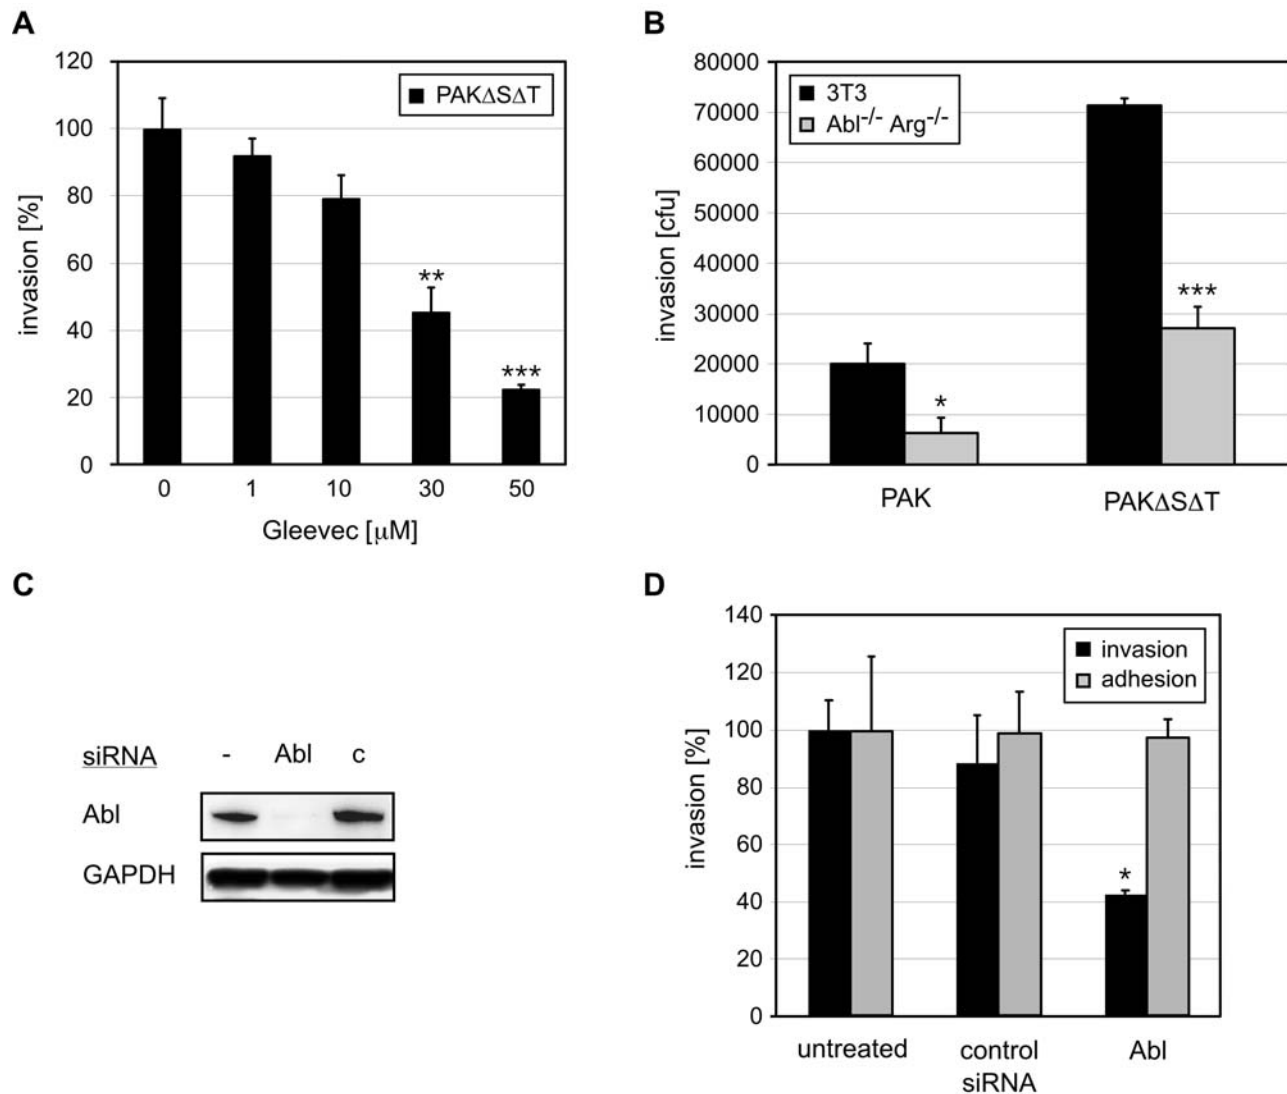 A
120
100
80
60
40
20
0
invasion [%]
PAKΔSΔT
**
***
0 1 10 30 50
Gleevec [μM]
B
80000
70000
60000
50000
40000
30000
20000
10000
0
invasion [cfu]
3T3
Abl-/- Arg-/-
*
***
PAK PAKΔSΔT
C
siRNA - Abl c
Abl
GAPDH
D
140
120
100
80
60
40
20
0
invasion [%]
invasion
adhesion
*
untreated control Abl
siRNA